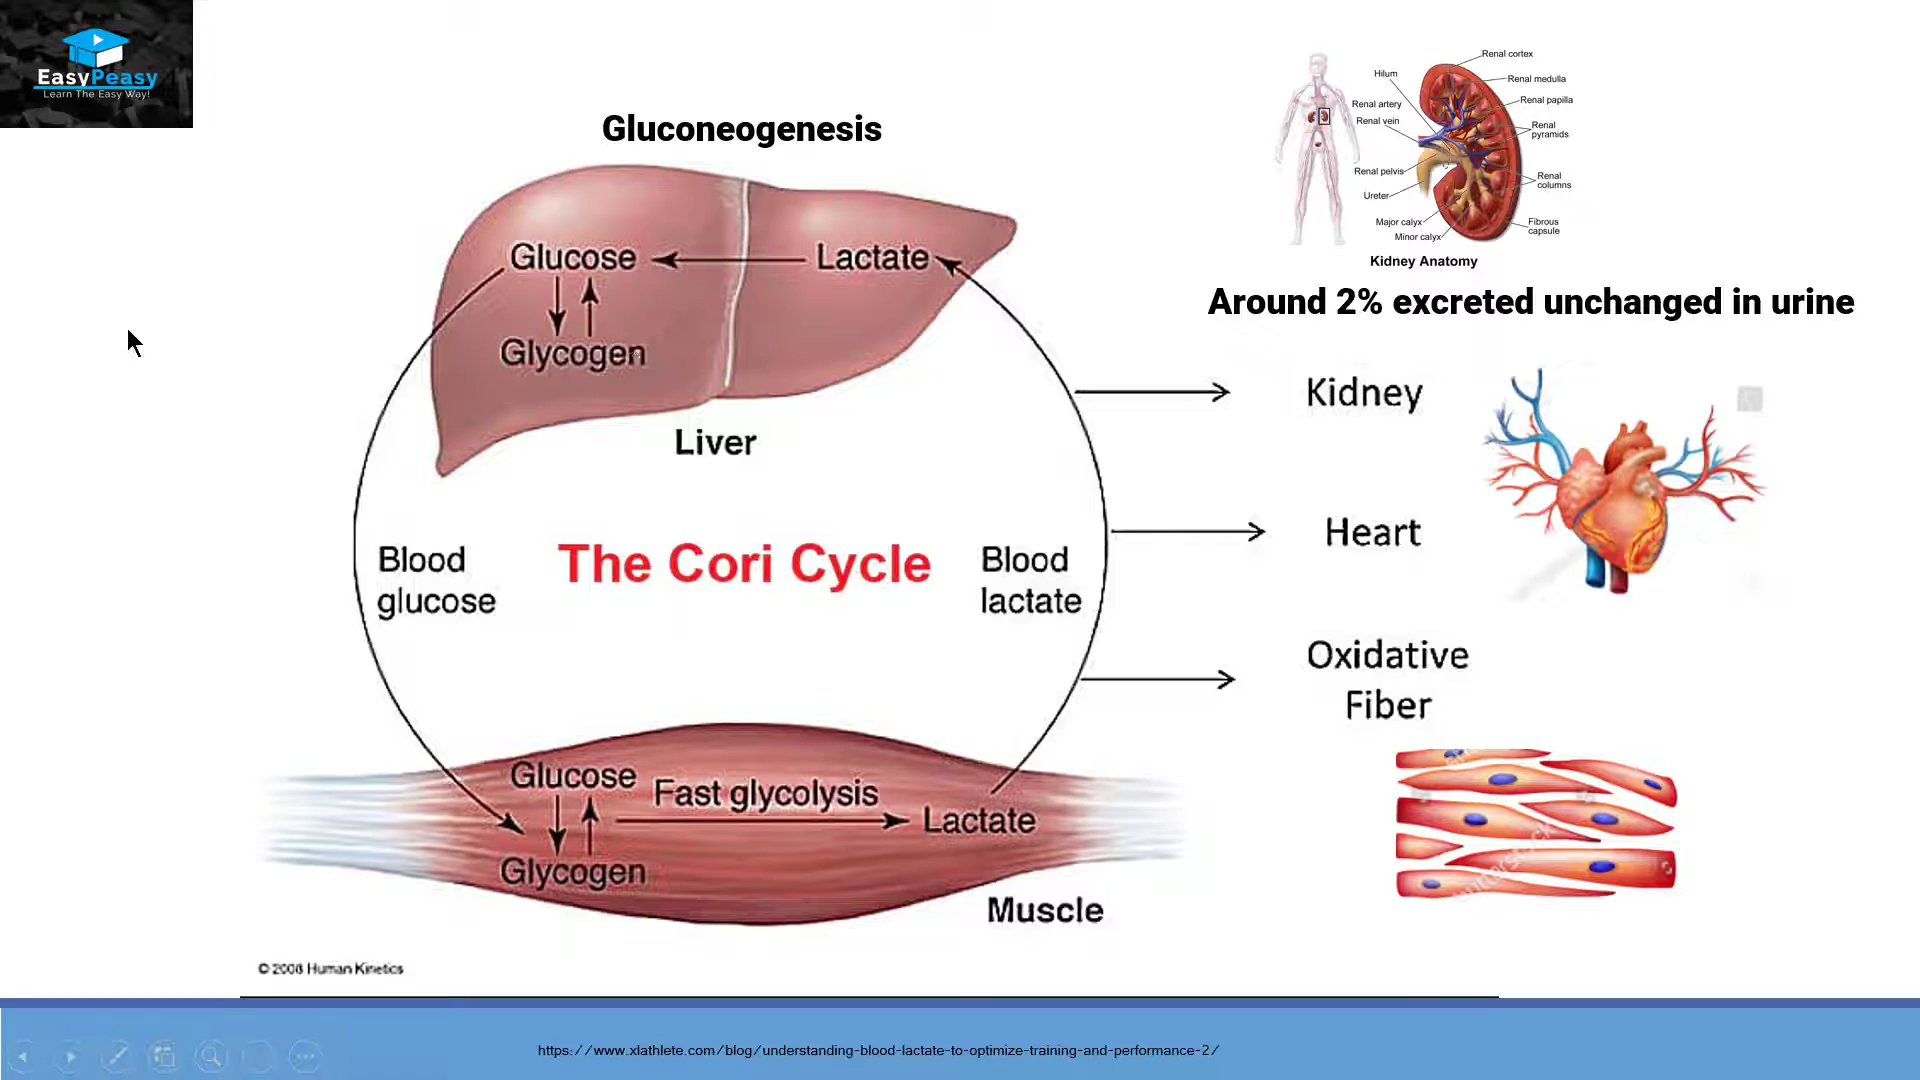 EasyPeasy
Learn The Easy Way!
Gluconeogenesis
Renal cortex
Hilum
Renal medulla
Renal artery
Renal papilla
Renal vein
Renal
pyramids
Renal pelvis
Renal
columns
Ureter
Major calyx
Fibrous
capsule
Minor calyx
Kidney Anatomy
Around 2% excreted unchanged in urine
Glucose
Lactate
Glycogen
Liver
Kidney
Heart
The Cori Cycle
Blood
glucose
Blood
lactate
Oxidative
Fiber
Glucose
Fast glycolysis
Lactate
Glycogen
Muscle
© 2008 Human Kinetics
https://www.xlathlete.com/blog/understanding-blood-lactate-to-optimize-training-and-performance-2/